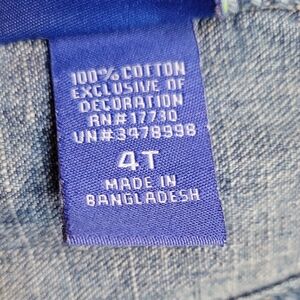 100% COTTON
EXCLUSIVE OF
DECORATION
RN#17730
VN#3478998
4T
MADE IN
BANGLADESH